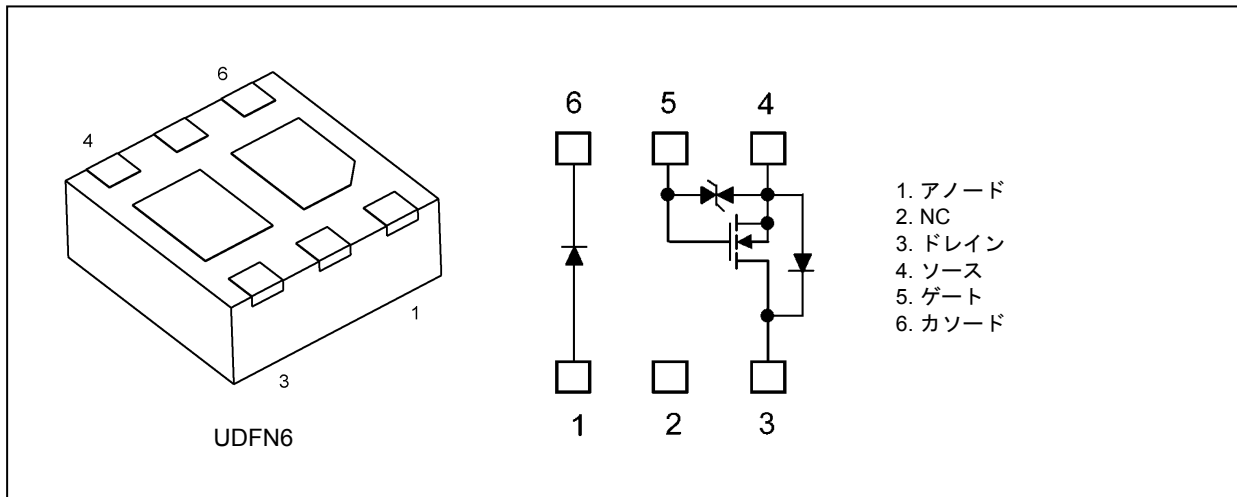 6
4
1
3
UDFN6
6 5 4
1 2 3
1. アノード
2. NC
3. ドレイン
4. ソース
5. ゲート
6. カソード